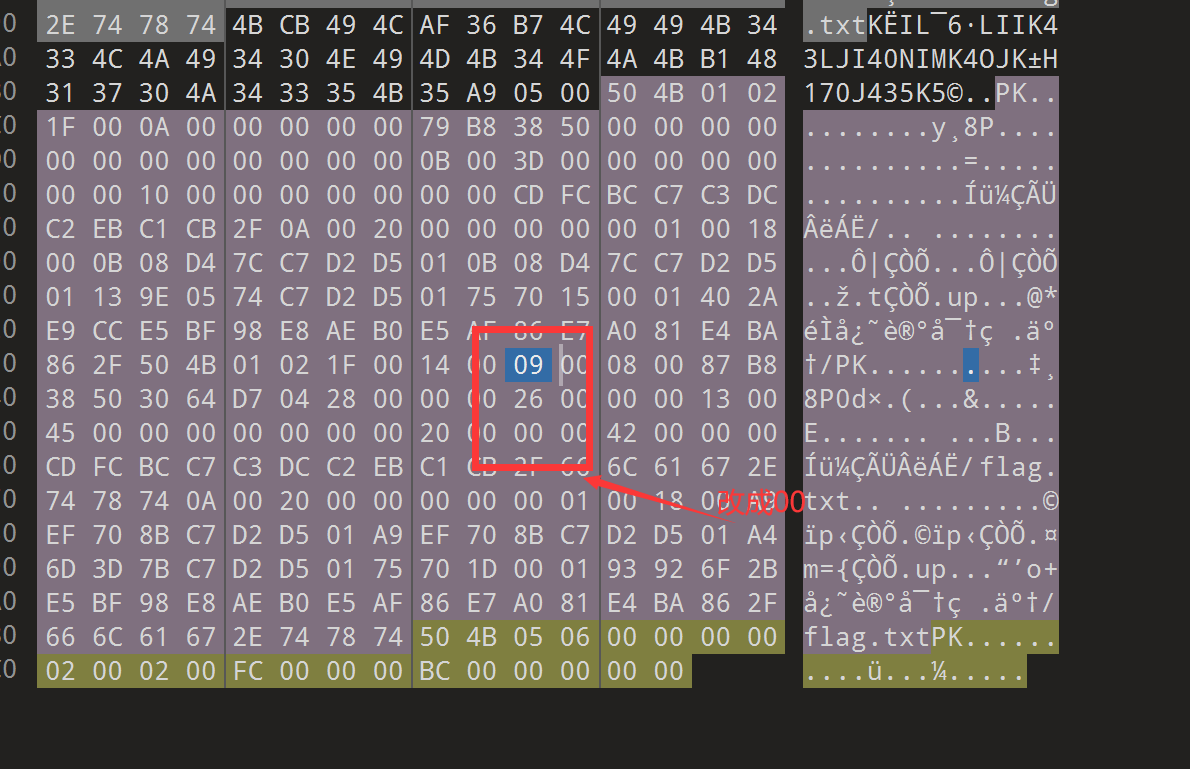 0 2E 74 78 74 4B CB 49 4C AF 36 B7 4C 49 49 4B 34 .txtKËIL¯6·LIIK4
0 33 4C 4A 49 34 30 4E 49 4D 4B 34 4F 4A 4B B1 48 3LJI40NIMK4OJK±H
0 31 37 30 4A 34 33 35 4B 35 A9 05 00 50 4B 01 02 170J435K5©..PK..
0 1F 00 0A 00 00 00 00 00 79 B8 38 50 00 00 00 00 ........y¸8P....
0 00 00 00 00 00 00 00 00 0B 00 3D 00 00 00 00 00 ..........=.....
0 00 00 10 00 00 00 00 00 00 00 CD FC BC C7 C3 DC ..........Íü¼ÇÃÜ
0 C2 EB C1 CB 2F 0A 00 20 00 00 00 00 00 01 00 18 ÂëÁË/.. ........
0 00 0B 08 D4 7C C7 D2 D5 01 0B 08 D4 7C C7 D2 D5 ...Ô|ÇÒÕ...Ô|ÇÒÕ
0 01 13 9E 05 74 C7 D2 D5 01 75 70 15 00 01 40 2A ..ž.tÇÒÕ.up...@*
0 E9 CC E5 BF 98 E8 AE B0 E5 AF 86 E7 A0 81 E4 BA éÌå¿˜è®°å¯†ç .äº
0 86 2F 50 4B 01 02 1F 00 14 00 09 00 08 00 87 B8 †/PK..........‡¸
0 38 50 30 64 D7 04 28 00 00 00 26 00 00 00 13 00 8P0d×.(...&.....
0 45 00 00 00 00 00 00 00 20 00 00 00 42 00 00 00 E....... ...B...
0 CD FC BC C7 C3 DC C2 EB C1 CB 2F 66 6C 61 67 2E Íü¼ÇÃÜÂëÁË/flag.
0 74 78 74 0A 00 20 00 00 00 00 00 01 00 18 00 A9 txt.. .........©
改成00
0 EF 70 8B C7 D2 D5 01 A9 EF 70 8B C7 D2 D5 01 A4 ïp‹ÇÒÕ.©ïp‹ÇÒÕ.¤
0 6D 3D 7B C7 D2 D5 01 75 70 1D 00 01 93 92 6F 2B m={ÇÒÕ.up...“’o+
0 E5 BF 98 E8 AE B0 E5 AF 86 E7 A0 81 E4 BA 86 2F å¿˜è®°å¯†ç .äº†/
0 66 6C 61 67 2E 74 78 74 50 4B 05 06 00 00 00 00 flag.txtPK......
0 02 00 02 00 FC 00 00 00 BC 00 00 00 00 00 ....ü...¼.....